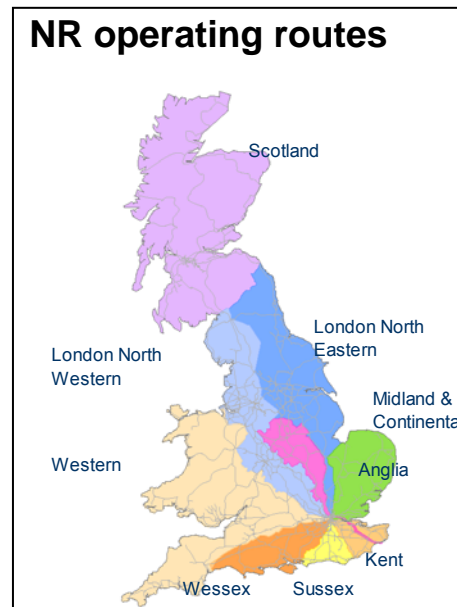 NR operating routes
Scotland
London North
Eastern
London North
Western
Midland &
Continenta
Western
Anglia
Kent
Wessex
Sussex